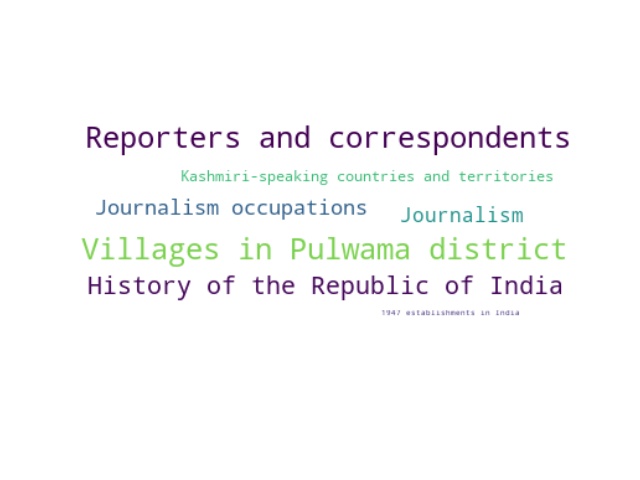 Reporters and correspondents
Kashmiri-speaking countries and territories
Journalism occupations
Journalism
Villages in Pulwama district
History of the Republic of India
1947 establishments in India